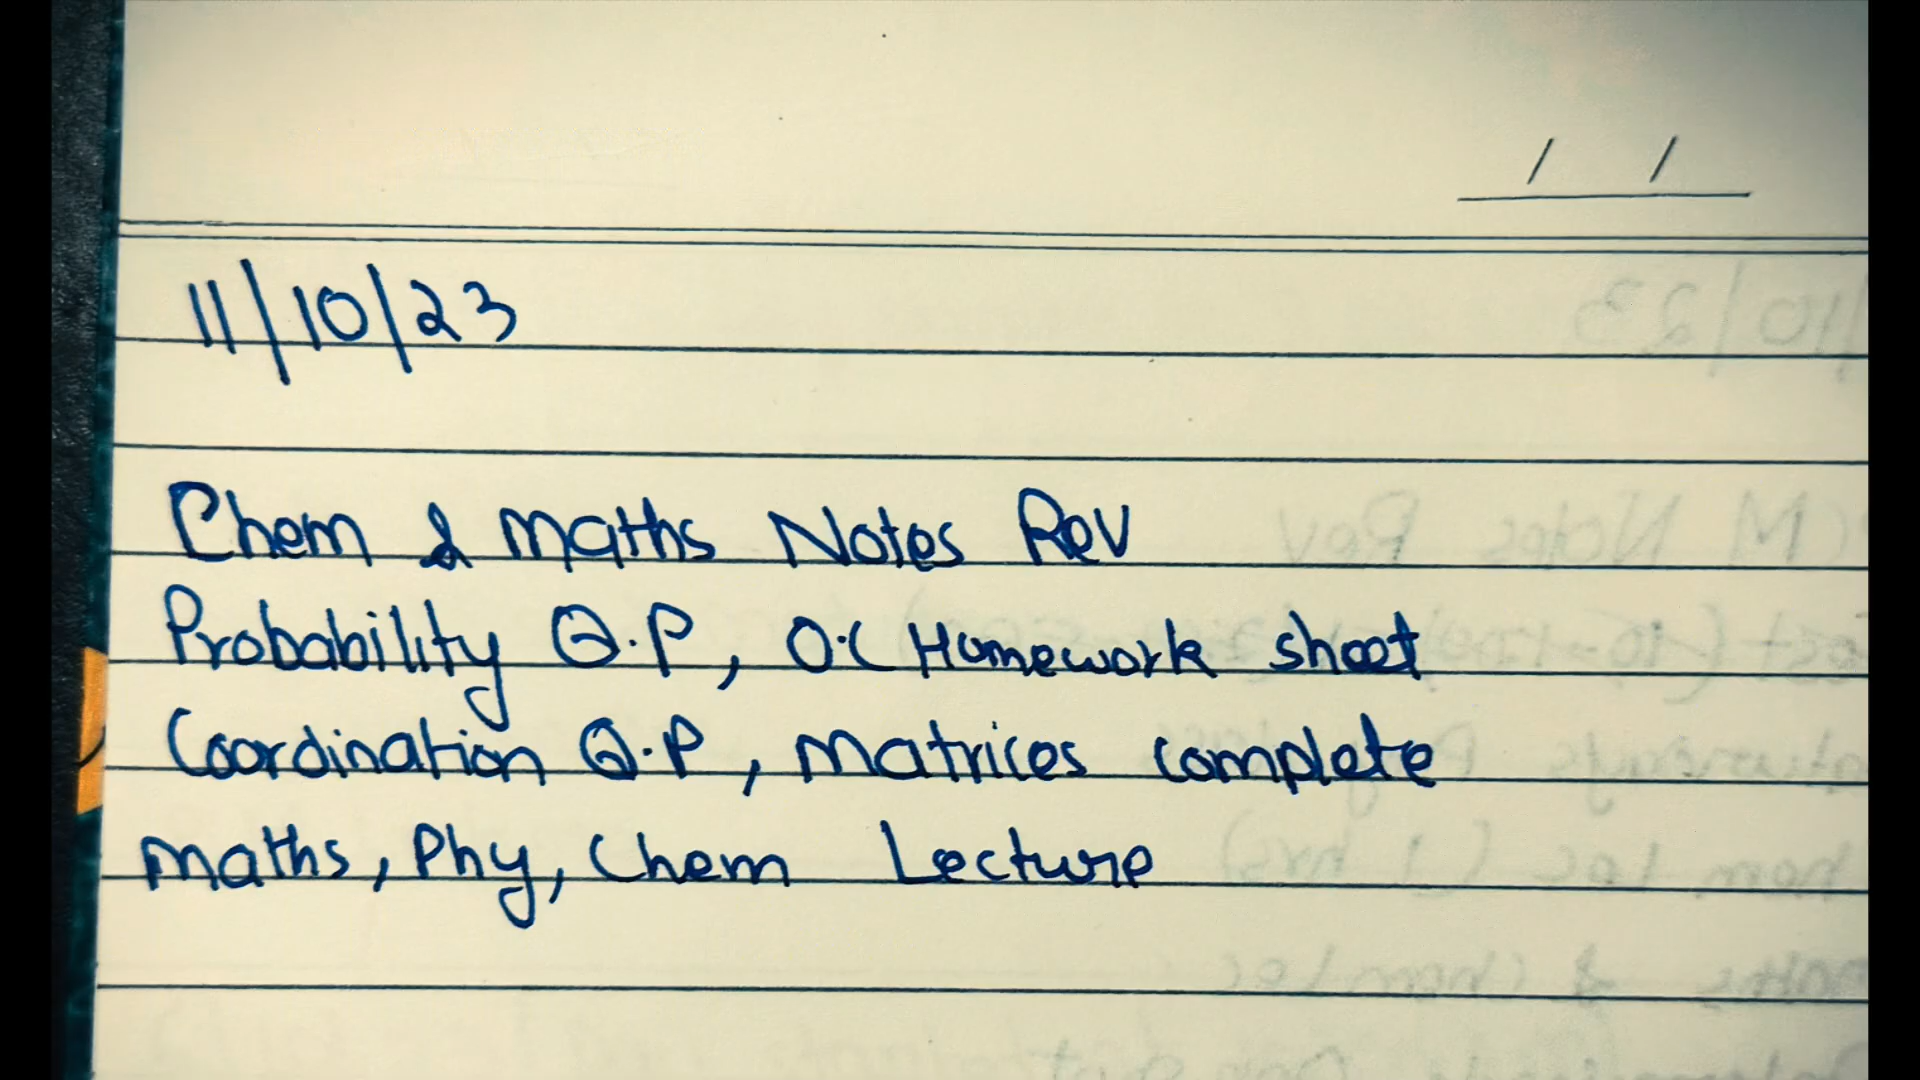 / /
11/10/23
Chem & Maths Notes Rev
Probability Q.P, O.C Homework sheet
Coordination Q.P, Matrices complete
Maths, Phy, Chem Lecture